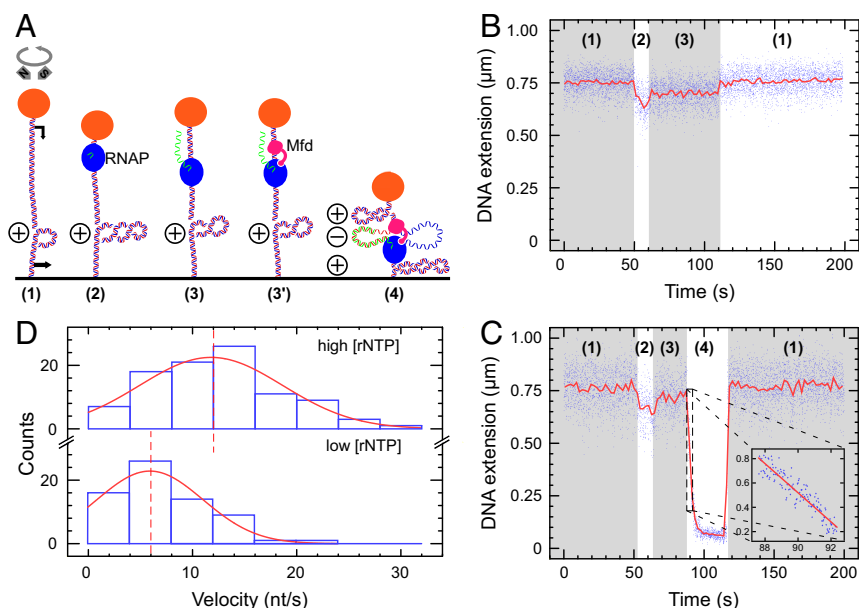 A
N S
RNAP
Mfd
+ + + + − +
(1) (2) (3) (3') (4)
B
DNA extension (μm)
1.00
0.75
0.50
0.25
0
(1) (2) (3) (1)
0 50 100 150 200
Time (s)
D
Counts
20
0
20
0
high [rNTP]
low [rNTP]
0 10 20 30
Velocity (nt/s)
C
DNA extension (μm)
1.00
0.75
0.50
0.25
0
(1) (2) (3) (4) (1)
0.8
0.6
0.4
0.2
88 90 92
0 50 100 150 200
Time (s)